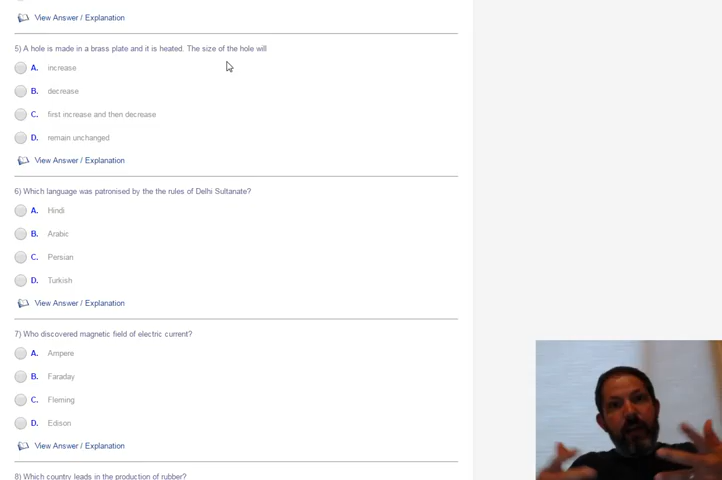 View Answer / Explanation
5) A hole is made in a brass plate and it is heated. The size of the hole will
A. increase
B. decrease
C. first increase and then decrease
D. remain unchanged
View Answer / Explanation
6) Which language was patronised by the the rules of Delhi Sultanate?
A. Hindi
B. Arabic
C. Persian
D. Turkish
View Answer / Explanation
7) Who discovered magnetic field of electric current?
A. Ampere
B. Faraday
C. Fleming
D. Edison
View Answer / Explanation
8) Which country leads in the production of rubber?